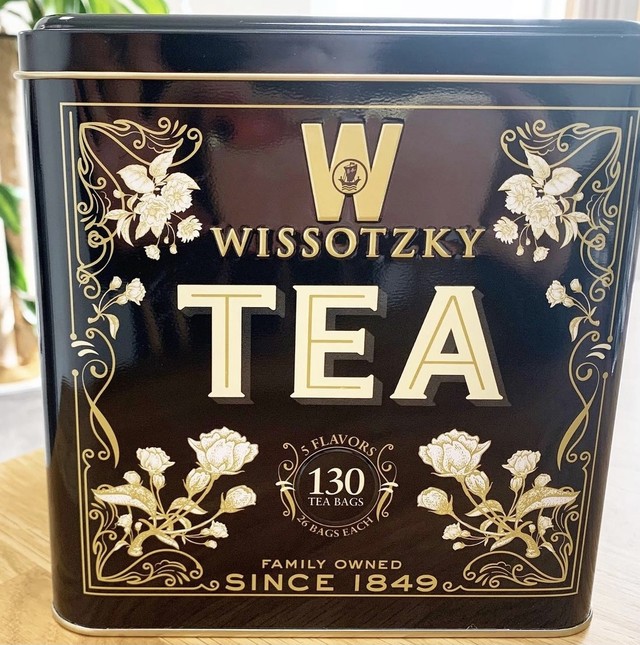 W
WISSOTZKY
TEA
5 FLAVORS
130
TEA BAGS
26 BAGS EACH
FAMILY OWNED
SINCE 1849